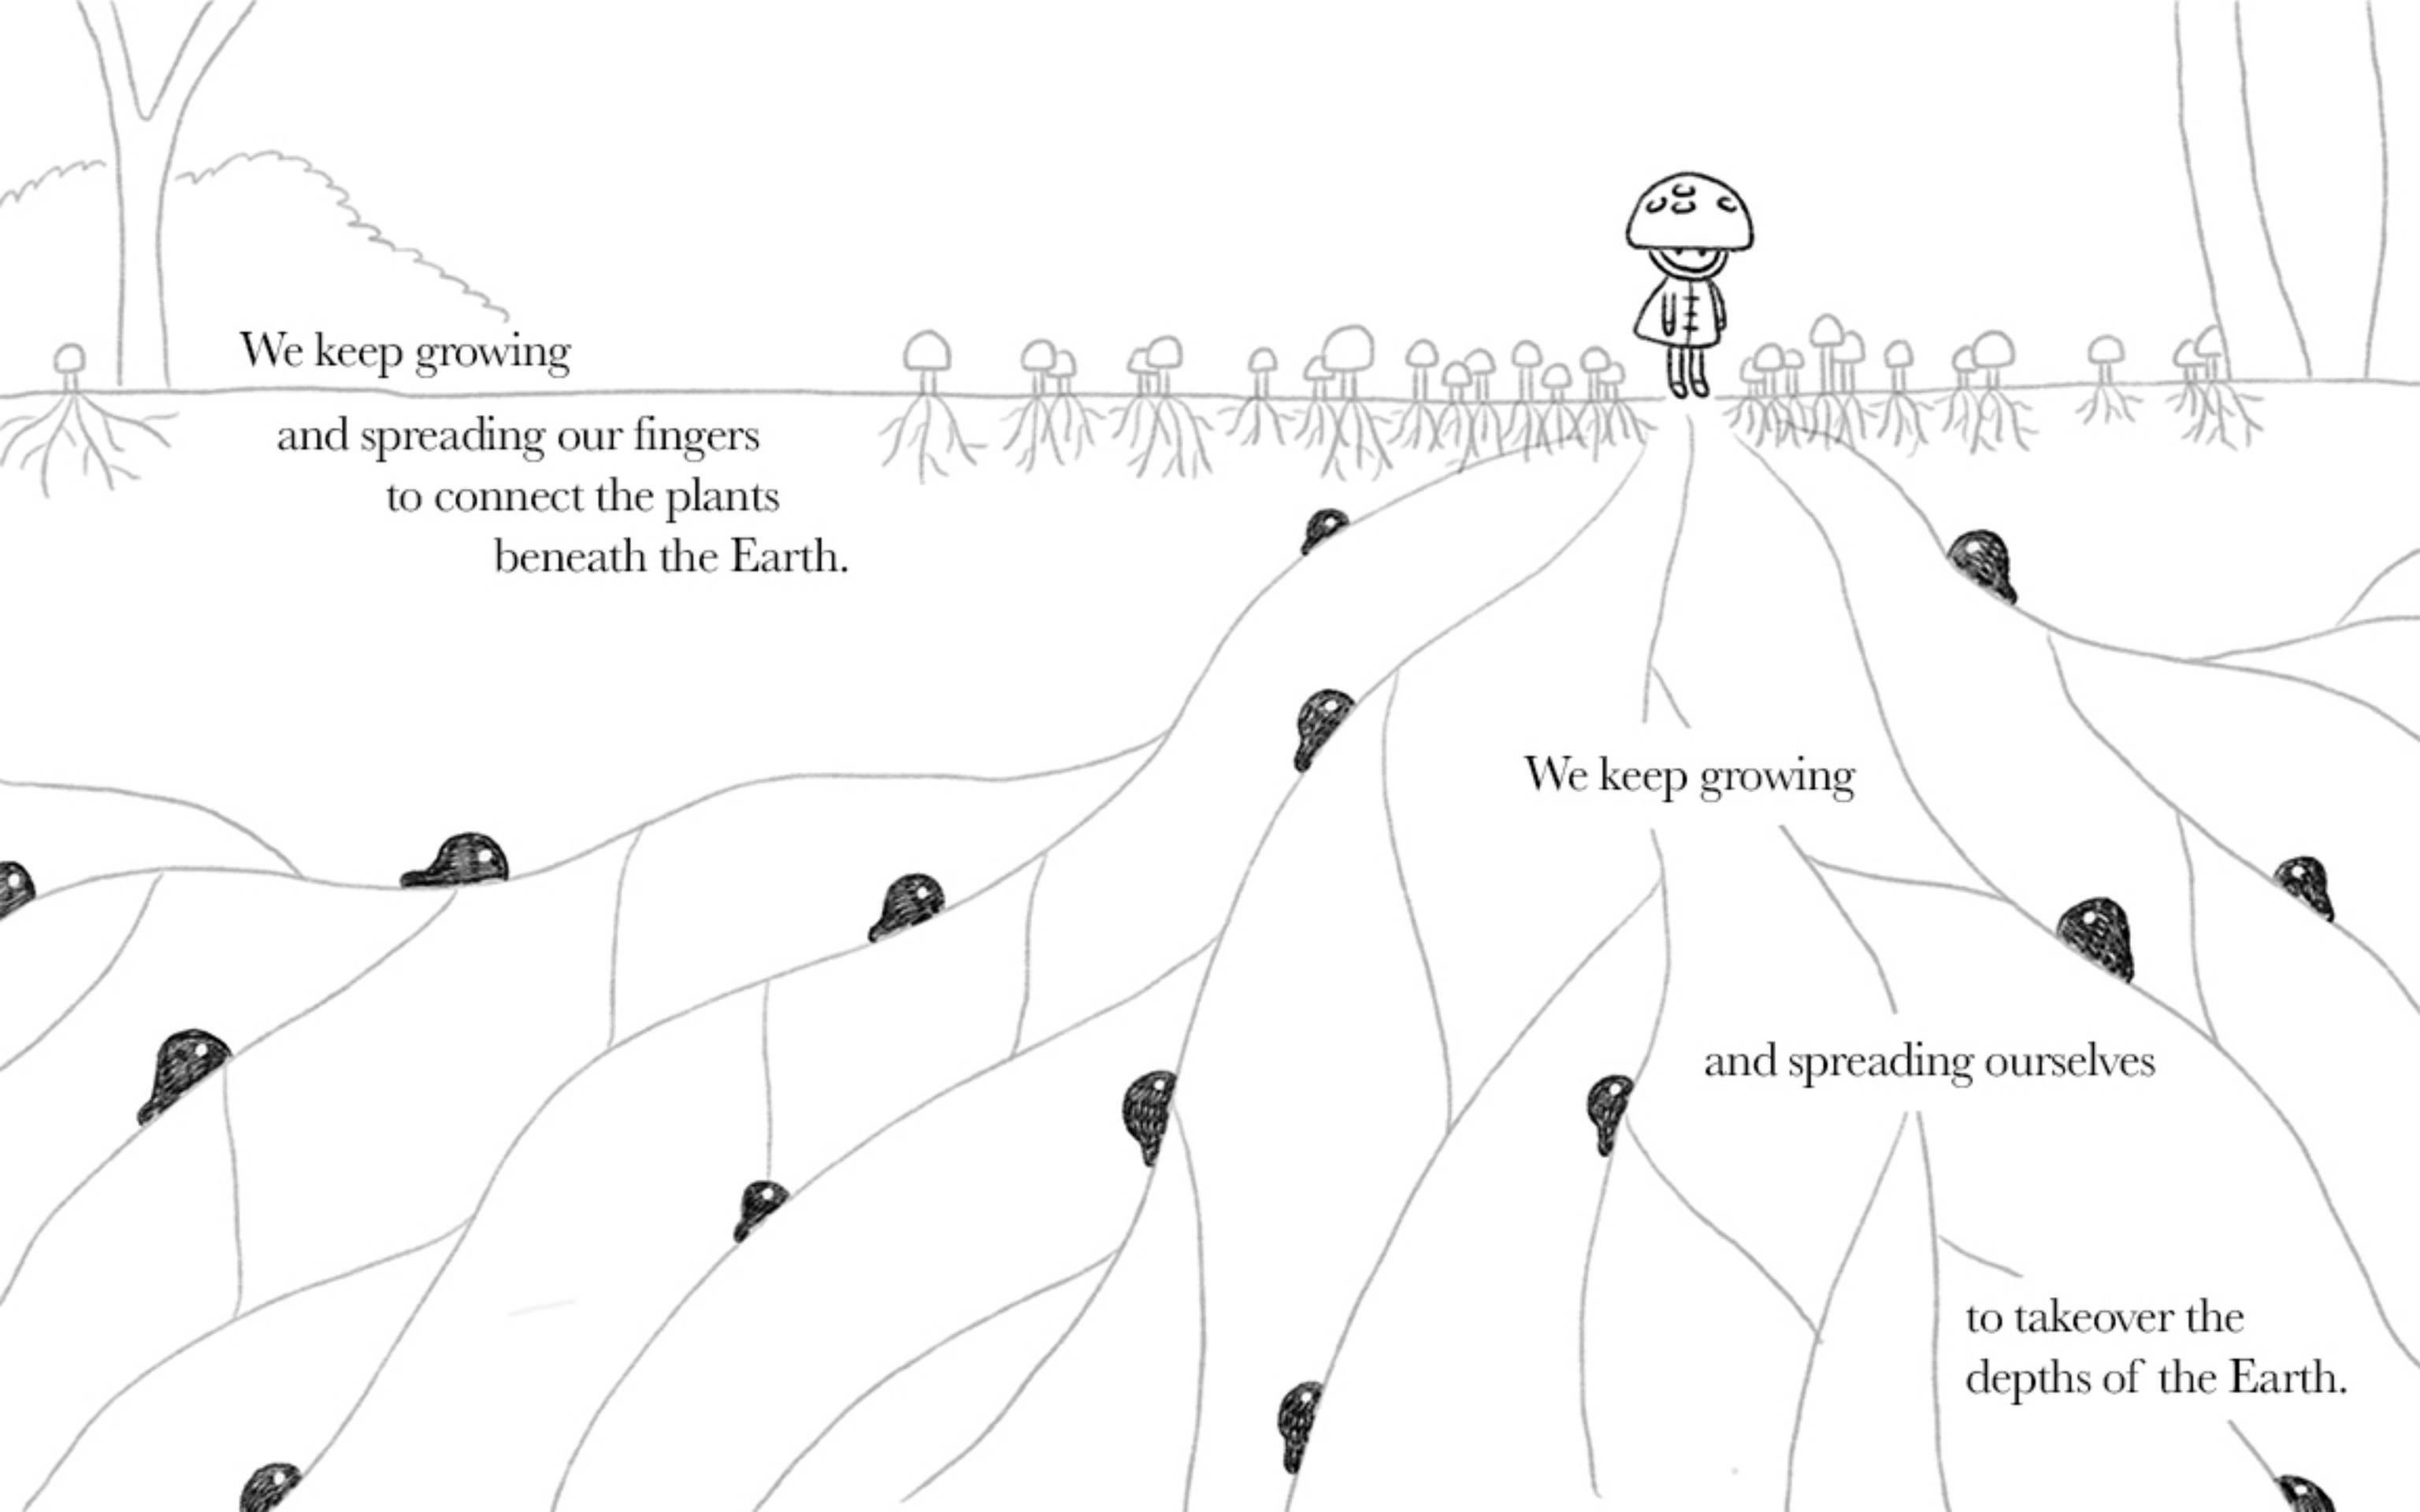 We keep growing
and spreading our fingers
to connect the plants
beneath the Earth.
We keep growing
and spreading ourselves
to takeover the
depths of the Earth.